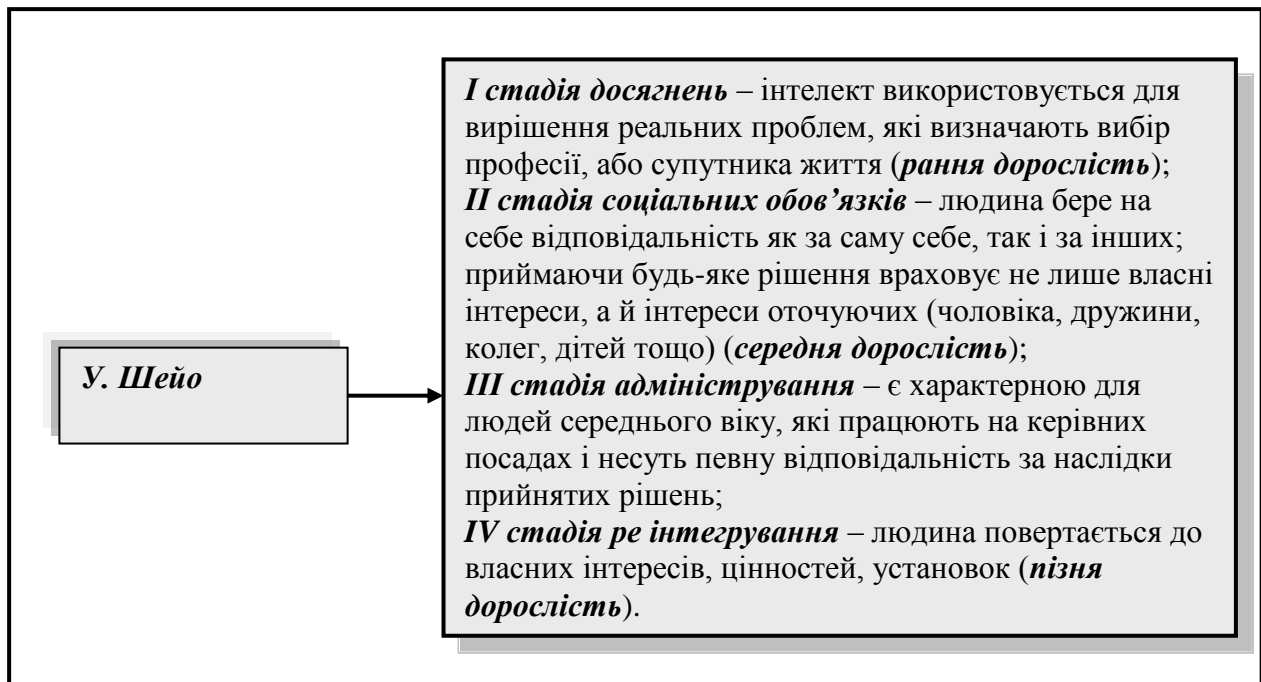 У. Шейо
І стадія досягнень – інтелект використовується для
вирішення реальних проблем, які визначають вибір
професії, або супутника життя (рання дорослість);
ІІ стадія соціальних обов’язків – людина бере на
себе відповідальність як за саму себе, так і за інших;
приймаючи будь-яке рішення враховує не лише власні
інтереси, а й інтереси оточуючих (чоловіка, дружини,
колег, дітей тощо) (середня дорослість);
ІІІ стадія адміністрування – є характерною для
людей середнього віку, які працюють на керівних
посадах і несуть певну відповідальність за наслідки
прийнятих рішень;
IV стадія ре інтегрування – людина повертається до
власних інтересів, цінностей, установок (пізня
дорослість).